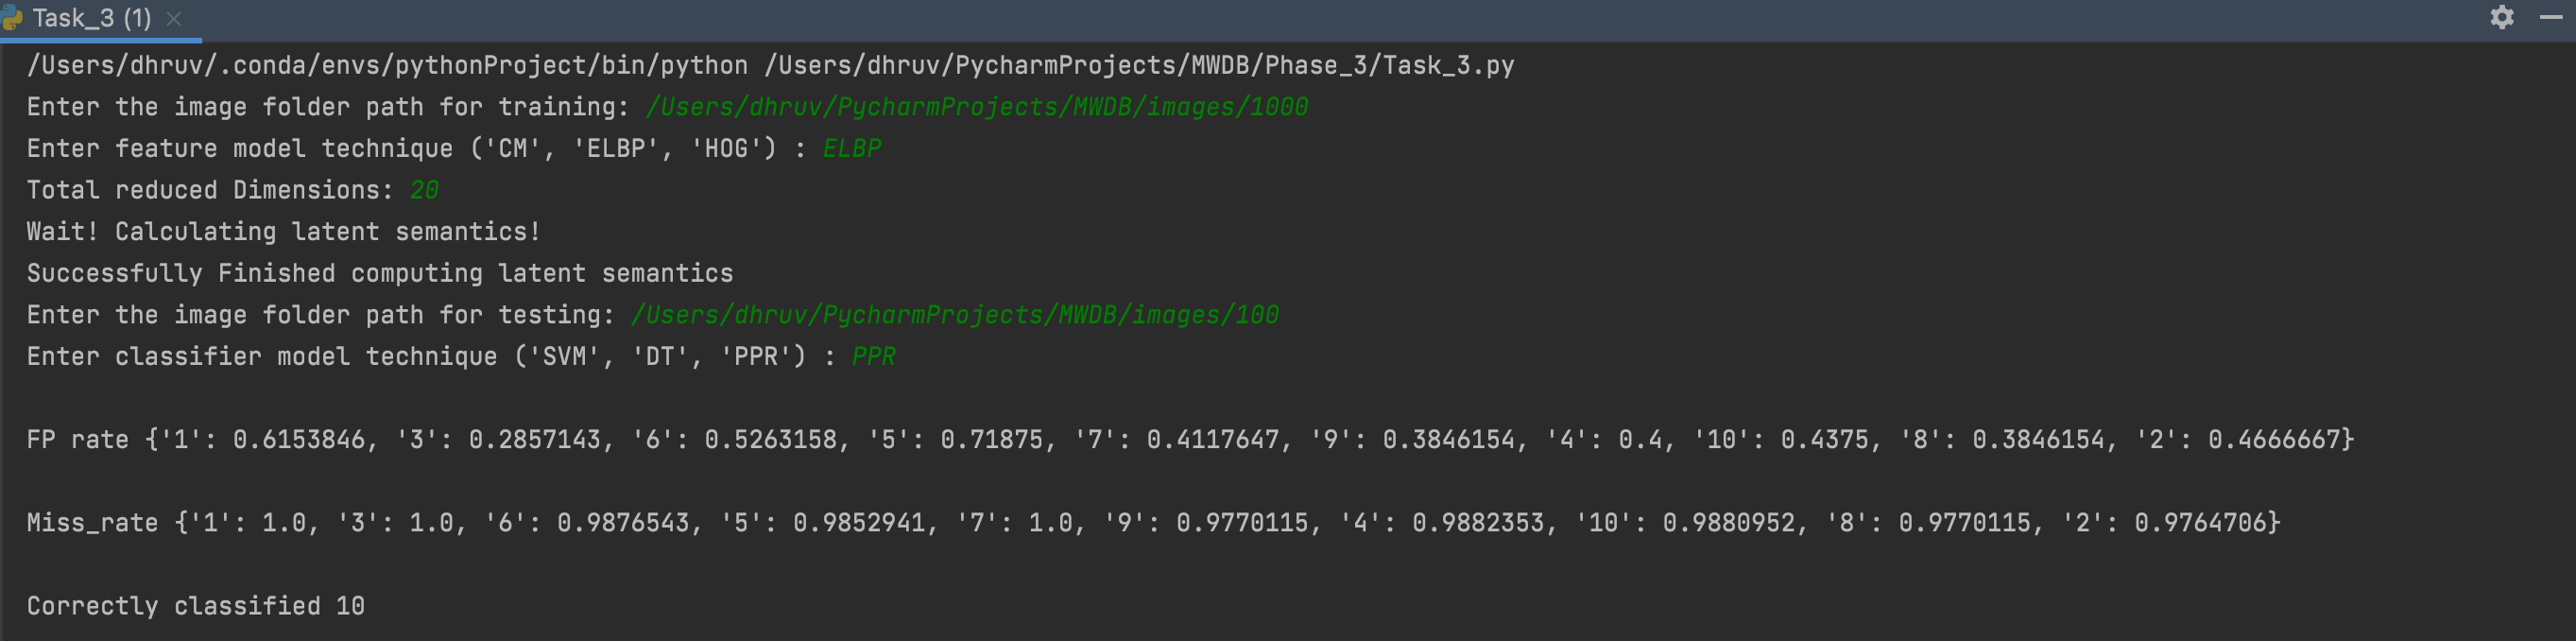 Task_3 (1)
/Users/dhruv/.conda/envs/pythonProject/bin/python /Users/dhruv/PycharmProjects/MWDB/Phase_3/Task_3.py
Enter the image folder path for training: /Users/dhruv/PycharmProjects/MWDB/images/1000
Enter feature model technique ('CM', 'ELBP', 'HOG') : ELBP
Total reduced Dimensions: 20
Wait! Calculating latent semantics!
Successfully Finished computing latent semantics
Enter the image folder path for testing: /Users/dhruv/PycharmProjects/MWDB/images/100
Enter classifier model technique ('SVM', 'DT', 'PPR') : PPR
FP rate {'1': 0.6153846, '3': 0.2857143, '6': 0.5263158, '5': 0.71875, '7': 0.4117647, '9': 0.3846154, '4': 0.4, '10': 0.4375, '8': 0.3846154, '2': 0.4666667}
Miss_rate {'1': 1.0, '3': 1.0, '6': 0.9876543, '5': 0.9852941, '7': 1.0, '9': 0.9770115, '4': 0.9882353, '10': 0.9880952, '8': 0.9770115, '2': 0.9764706}
Correctly classified 10